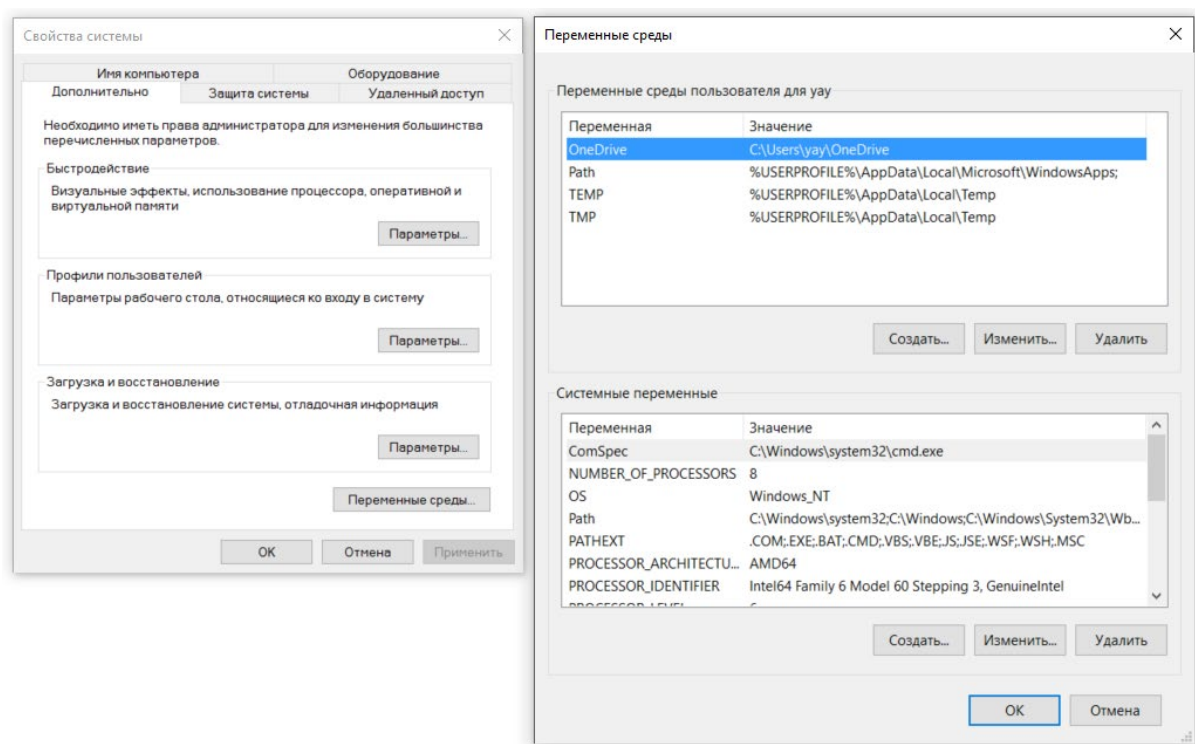 Свойства системы
Имя компьютера
Оборудование
Дополнительно
Защита системы
Удаленный доступ
Необходимо иметь права администратора для изменения большинства
перечисленных параметров.
Быстродействие
Визуальные эффекты, использование процессора, оперативной и
виртуальной памяти
Параметры...
Профили пользователей
Параметры рабочего стола, относящиеся ко входу в систему
Параметры...
Загрузка и восстановление
Загрузка и восстановление системы, отладочная информация
Параметры...
Переменные среды...
ОК
Отмена
Применить
Переменные среды
Переменные среды пользователя для yay
Переменная Значение
OneDrive C:\Users\yay\OneDrive
Path %USERPROFILE%\AppData\Local\Microsoft\WindowsApps;
TEMP %USERPROFILE%\AppData\Local\Temp
TMP %USERPROFILE%\AppData\Local\Temp
Создать...
Изменить...
Удалить
Системные переменные
Переменная Значение
ComSpec C:\Windows\system32\cmd.exe
NUMBER_OF_PROCESSORS 8
OS Windows_NT
Path C:\Windows\system32;C:\Windows;C:\Windows\System32\Wb...
PATHEXT .COM;.EXE;.BAT;.CMD;.VBS;.VBE;.JS;.JSE;.WSF;.WSH;.MSC
PROCESSOR_ARCHITECTU... AMD64
PROCESSOR_IDENTIFIER Intel64 Family 6 Model 60 Stepping 3, GenuineIntel
Создать...
Изменить...
Удалить
ОК
Отмена